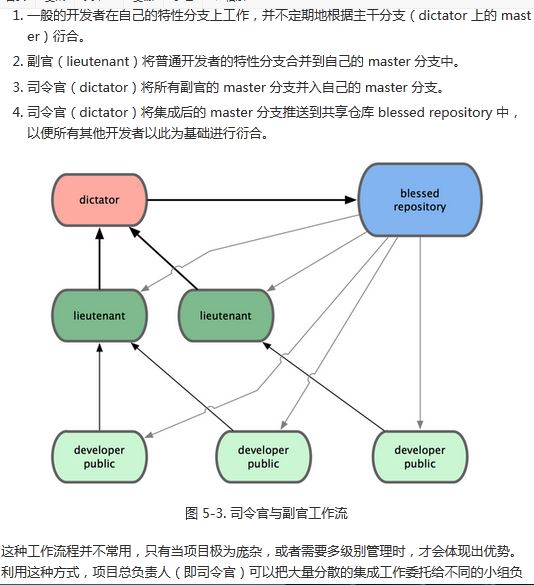 1. 一般的开发者在自己的特性分支上工作，并不定期地根据主干分支（dictator 上的 mast
er）衍合。
2. 副官（lieutenant）将普通开发者的特性分支合并到自己的 master 分支中。
3. 司令官（dictator）将所有副官的 master 分支并入自己的 master 分支。
4. 司令官（dictator）将集成后的 master 分支推送到共享仓库 blessed repository 中，
以便所有其他开发者以此为基础进行衍合。
dictator
blessed
repository
lieutenant
lieutenant
developer
public
developer
public
developer
public
图 5-3. 司令官与副官工作流
这种工作流程并不常用，只有当项目极为庞杂，或者需要多级别管理时，才会体现出优势。
利用这种方式，项目总负责人（即司令官）可以把大量分散的集成工作委托给不同的小组负